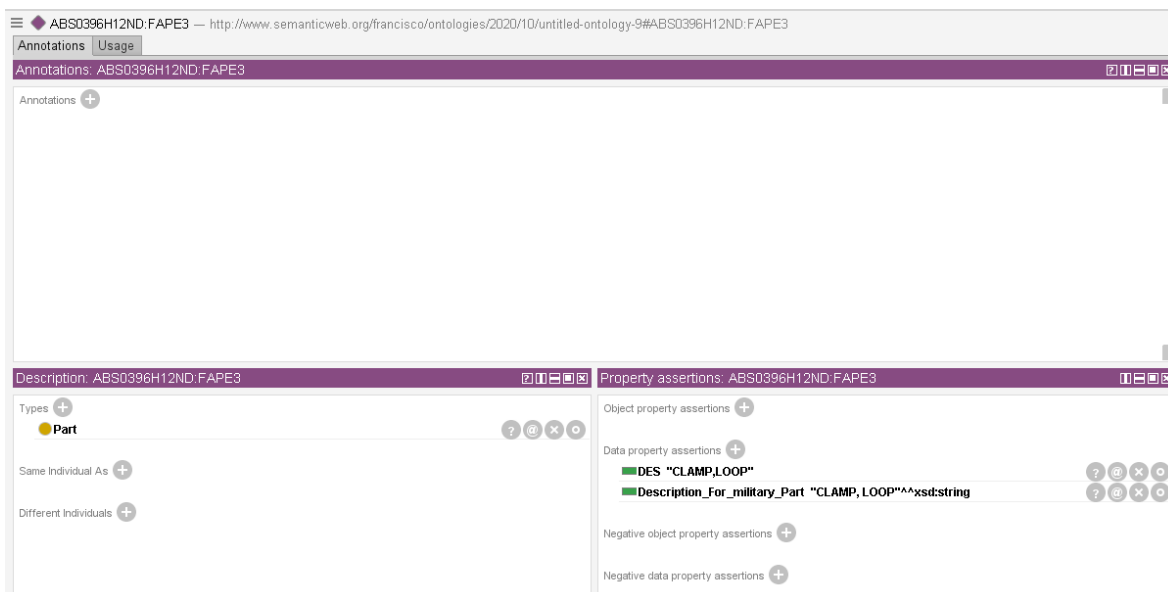 ABS0396H12ND:FAPE3 — http://www.semanticweb.org/francisco/ontologies/2020/10/untitled-ontology-9#ABS0396H12ND:FAPE3
Annotations Usage
Annotations: ABS0396H12ND:FAPE3
Annotations
Description: ABS0396H12ND:FAPE3
Types
Part
Same Individual As
Different Individuals
Property assertions: ABS0396H12ND:FAPE3
Object property assertions
Data property assertions
DES "CLAMP,LOOP"
Description_For_military_Part "CLAMP, LOOP"^^xsd:string
Negative object property assertions
Negative data property assertions